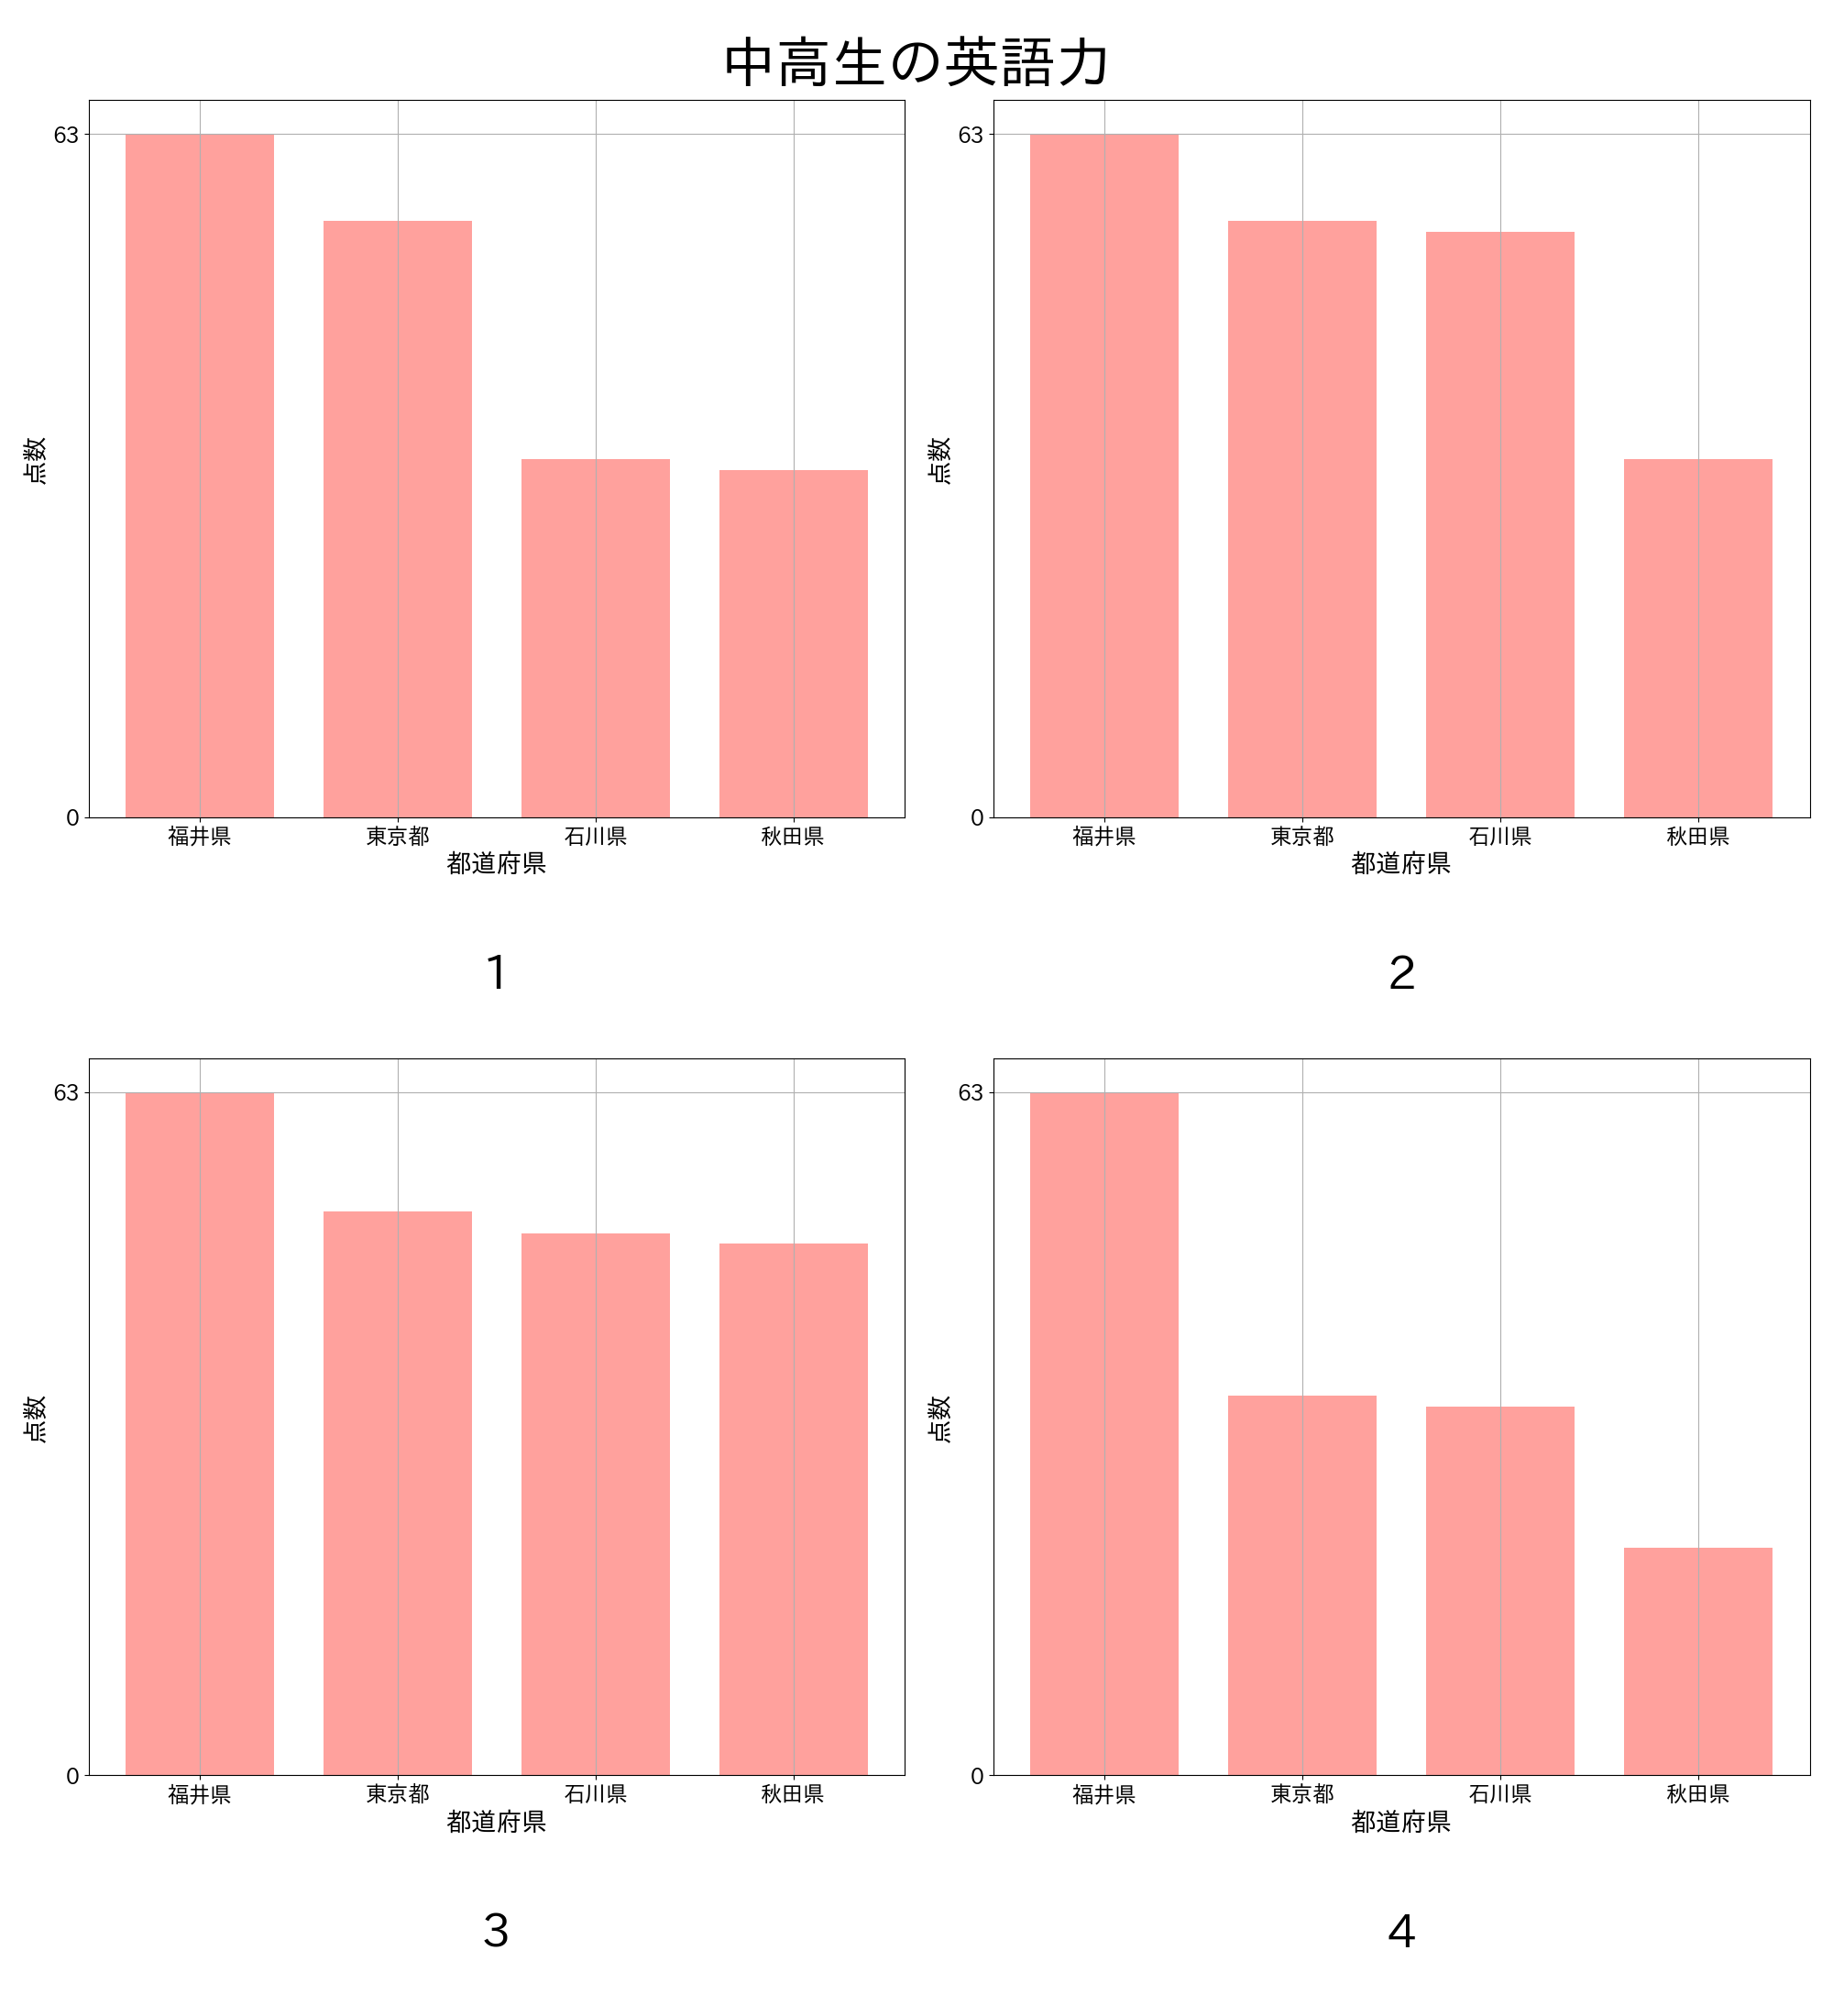 中高生の英語力
63
0
点数
福井県 東京都 石川県 秋田県
都道府県
1
63
0
点数
福井県 東京都 石川県 秋田県
都道府県
2
63
0
点数
福井県 東京都 石川県 秋田県
都道府県
3
63
0
点数
福井県 東京都 石川県 秋田県
都道府県
4